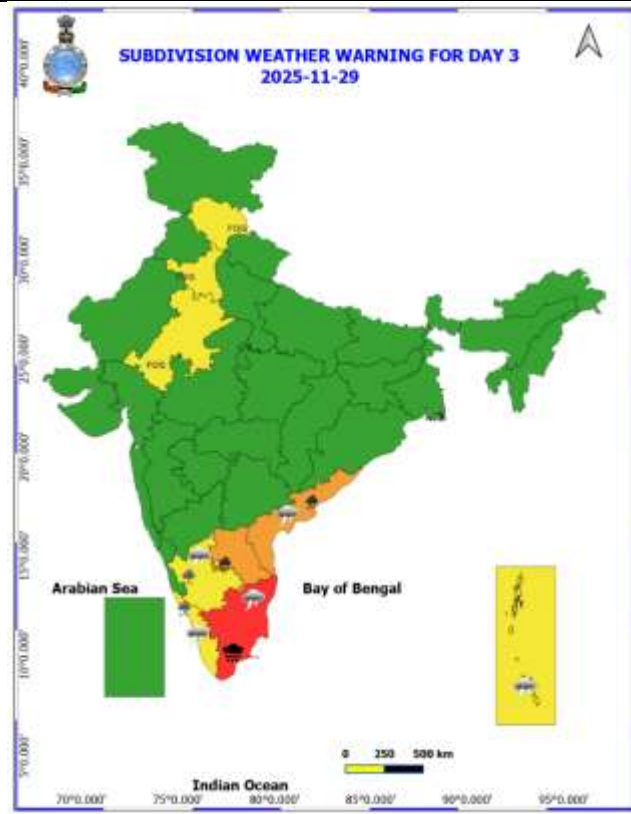 SUBDIVISION WEATHER WARNING FOR DAY 3
2025-11-29
40°0.000'
35°0.000'
30°0.000'
25°0.000'
20°0.000'
15°0.000'
10°0.000'
5°0.000'
FOG
FOG
Arabian Sea
Bay of Bengal
0 250 500 km
Indian Ocean
70°0.000' 75°0.000' 80°0.000' 85°0.000' 90°0.000' 95°0.000'